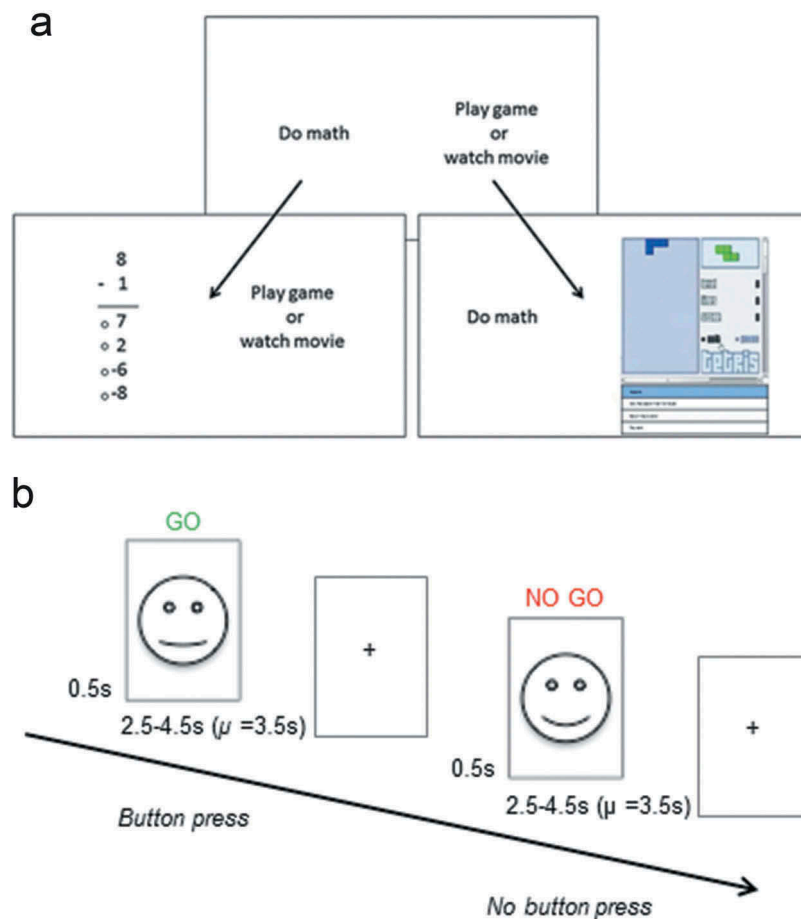 a
Do math
Play game
or
watch movie
8
- 1
7
2
-6
-8
Play game
or
watch movie
Do math
TETRIS
b
GO
NO GO
+
+
0.5s
2.5-4.5s (μ =3.5s)
0.5s
2.5-4.5s (μ =3.5s)
Button press
No button press